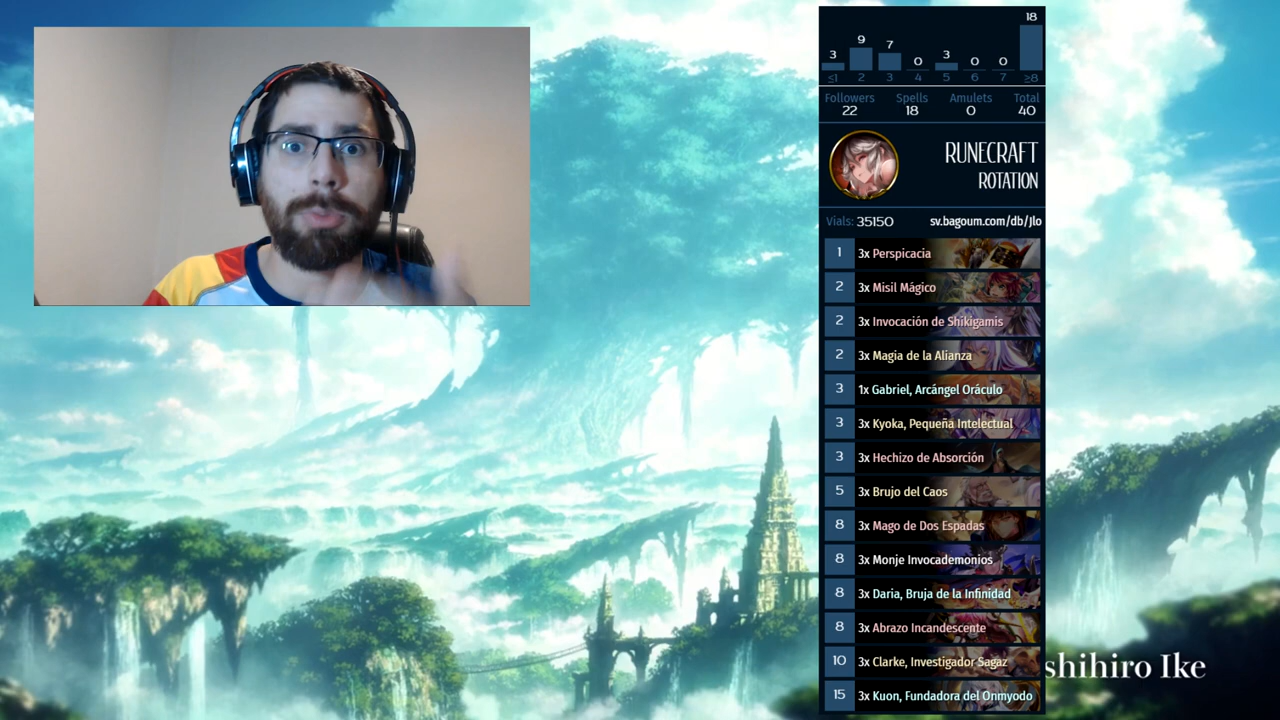 18
9
3
7
3
0
0
0
≤1
2
3
4
5
6
7
≥8
Followers Spells Amulets Total
22 18 0 40
RUNECRAFT
ROTATION
Vials: 35150 sv.bagoum.com/db/Jlo
1 3x Perspicacia
2 3x Misil Mágico
2 3x Invocación de Shikigamis
2 3x Magia de la Alianza
3 1x Gabriel, Arcángel Oráculo
3 3x Kyoka, Pequeña Intelectual
3 3x Hechizo de Absorción
5 3x Brujo del Caos
8 3x Mago de Dos Espadas
8 3x Monje Invocademonios
8 3x Daria, Bruja de la Infinidad
8 3x Abrazo Incandescente
10 3x Clarke, Investigador Sagaz
15 3x Kuon, Fundadora del Onmyodo
shihiro Ike